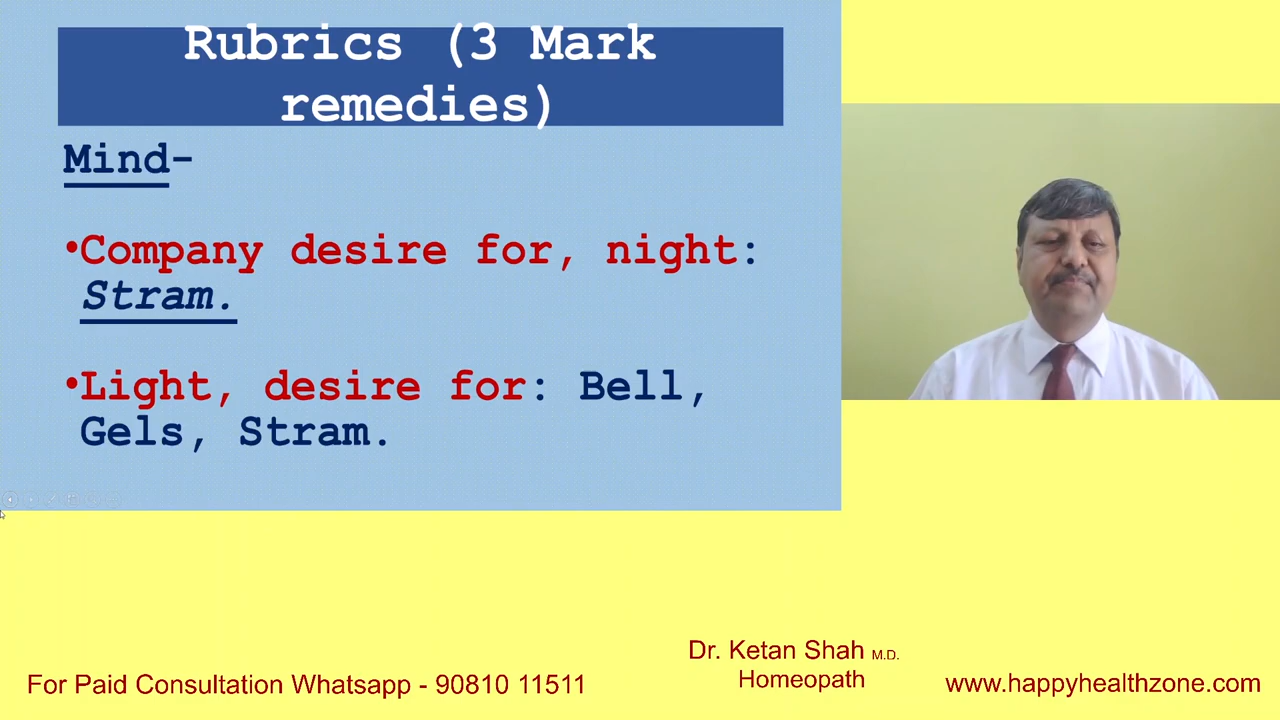 Rubrics (3 Mark
remedies)
Mind-
•Company desire for, night:
Stram.
•Light, desire for: Bell,
Gels, Stram.
Dr. Ketan Shah M.D.
Homeopath
For Paid Consultation Whatsapp - 90810 11511
www.happyhealthzone.com